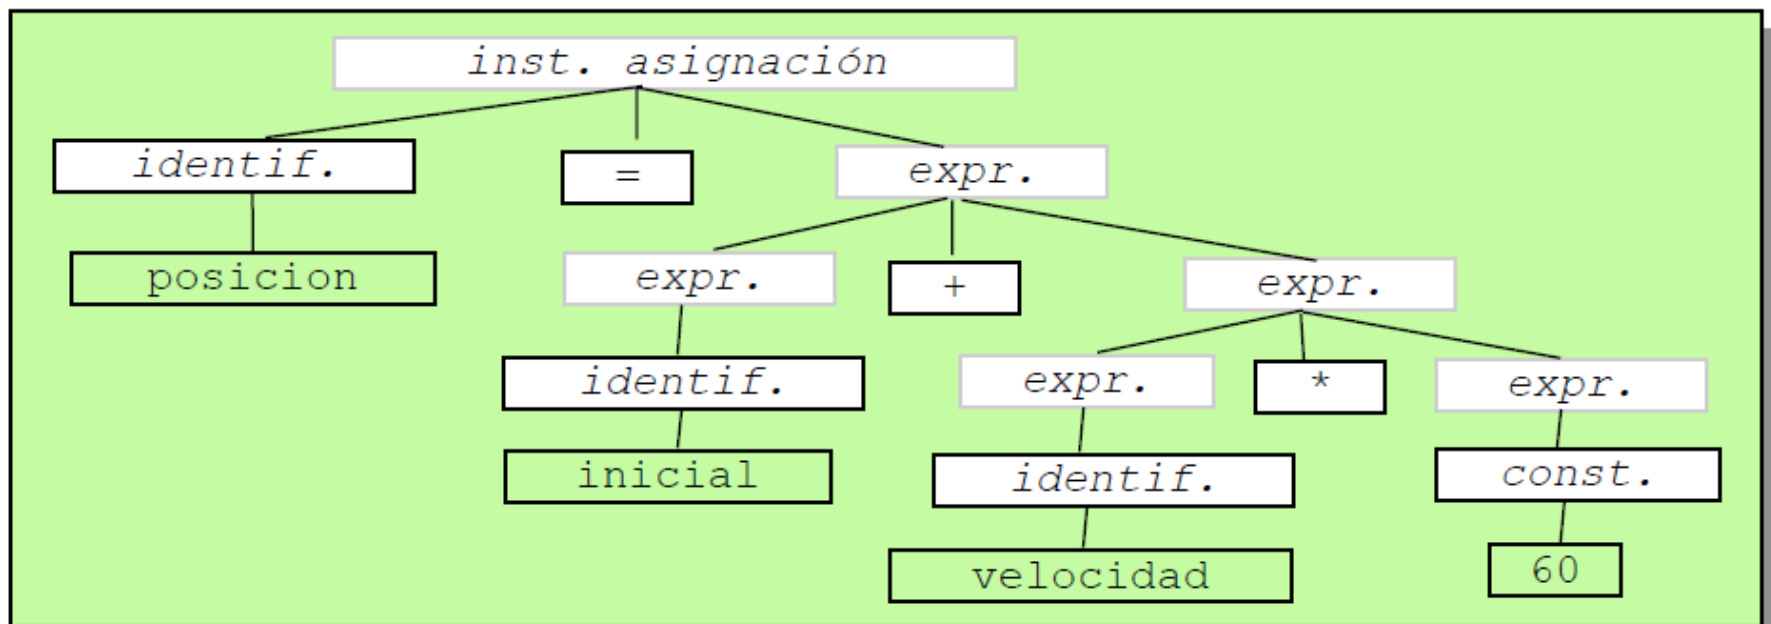 inst. asignación
identif.
=
expr.
posicion
expr.
+
expr.
identif.
expr.
*
expr.
inicial
identif.
const.
velocidad
60